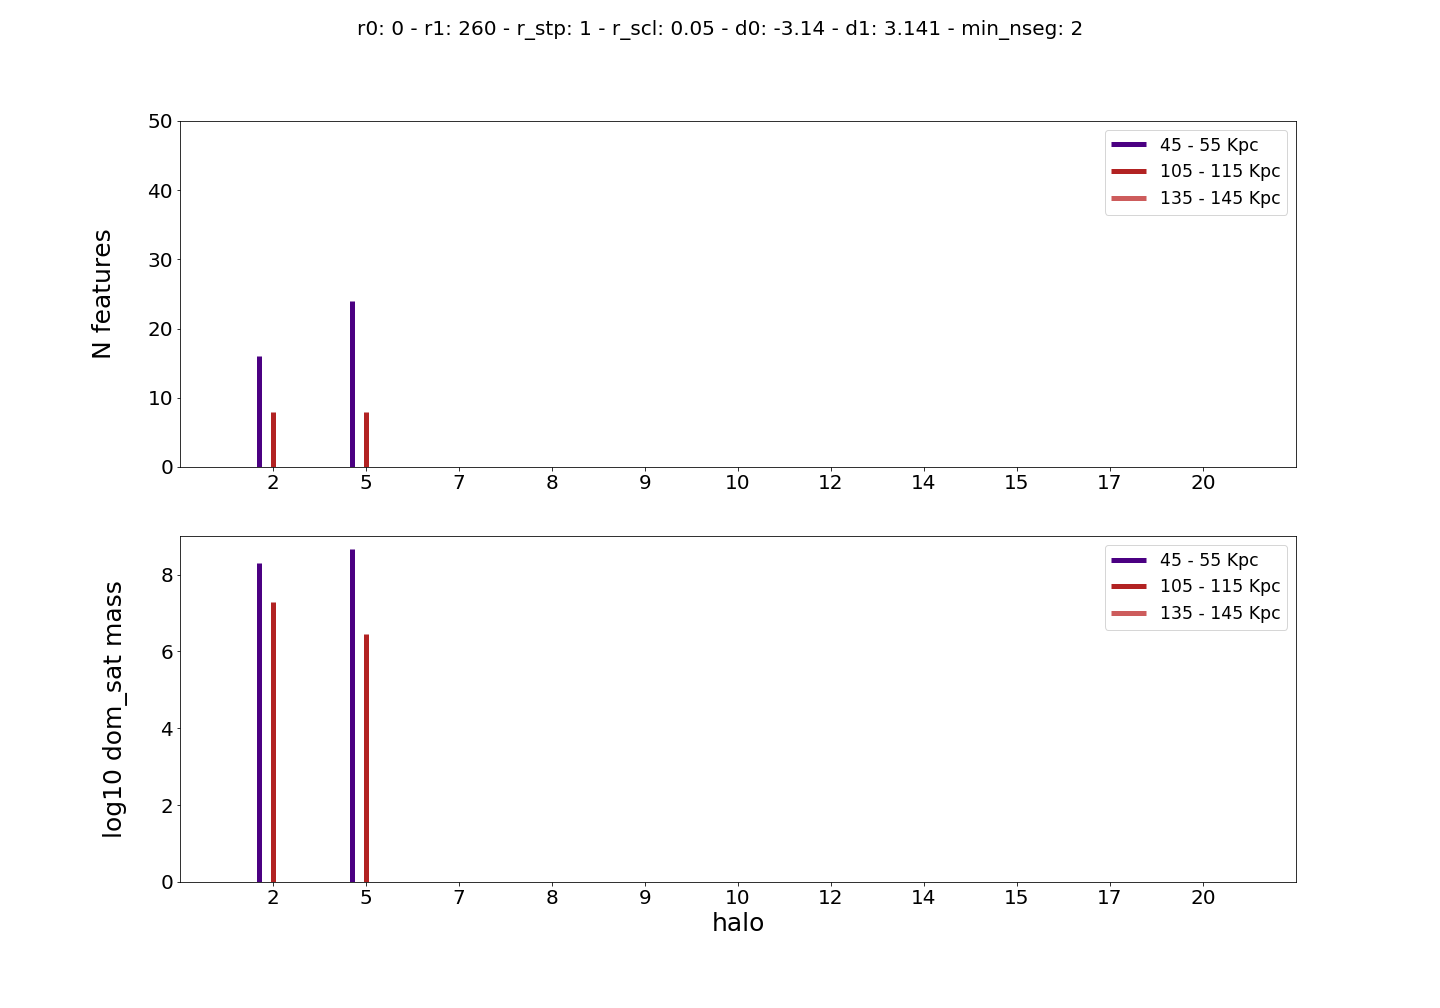 r0: 0 - r1: 260 - r_stp: 1 - r_scl: 0.05 - d0: -3.14 - d1: 3.141 - min_nseg: 2
50
40
30
20
10
0
N features
45 - 55 Kpc
105 - 115 Kpc
135 - 145 Kpc
2 5 7 8 9 10 12 14 15 17 20
8
6
4
2
0
log10 dom_sat mass
45 - 55 Kpc
105 - 115 Kpc
135 - 145 Kpc
2 5 7 8 9 10 12 14 15 17 20
halo